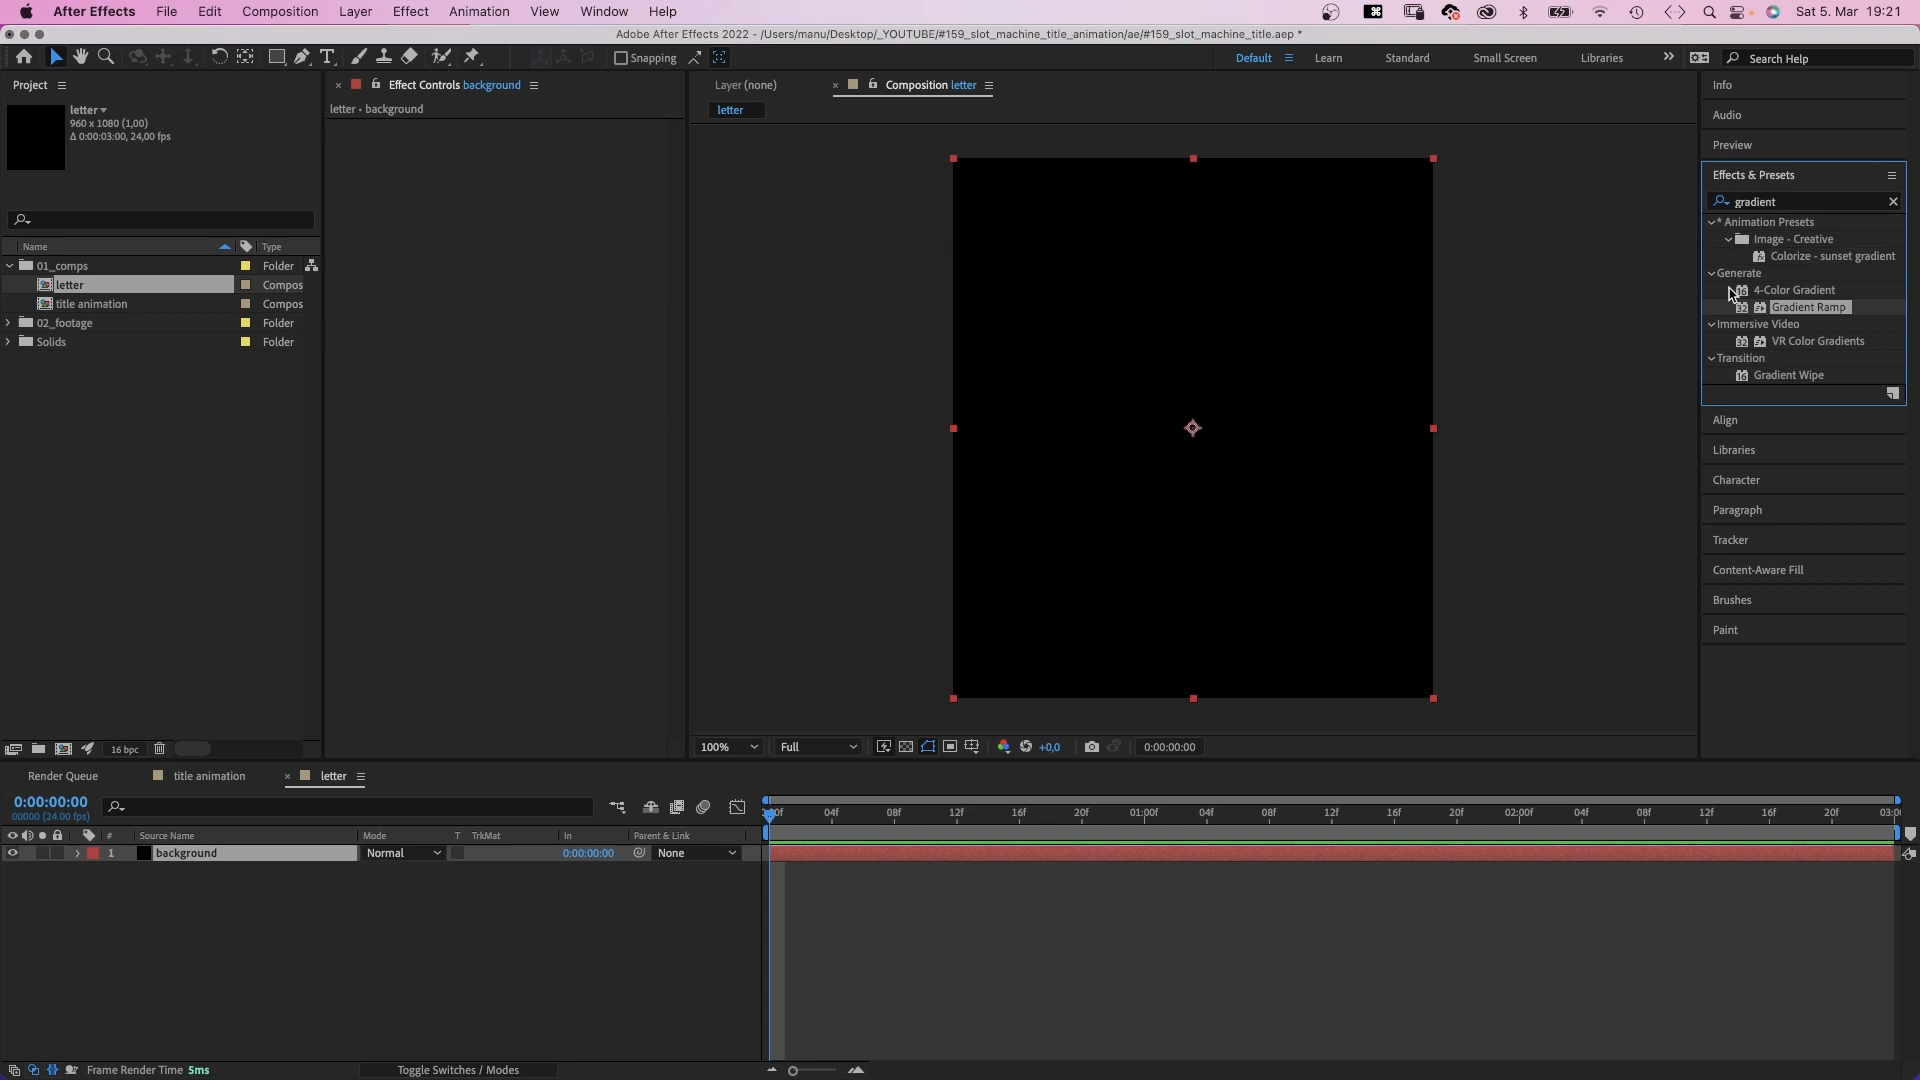 After Effects File Edit Composition Layer Effect Animation View Window Help Sat 5. Mar 19:21
Adobe After Effects 2022 - /Users/manu/Desktop/_YOUTUBE/#159_slot_machine_title_animation/ae/#159_slot_machine_title.aep *
Snapping Default Learn Standard Small Screen Libraries Search Help
Project
letter
960 x 1080 (1,00)
Δ 0:00:03:00, 24,00 fps
Name Type
01_comps Folder
letter Compos
title animation Compos
02_footage Folder
Solids Folder
16 bpc
Effect Controls background
letter • background
Layer (none) Composition letter
letter
100% Full +0,0 0:00:00:00
Info
Audio
Preview
Effects & Presets
gradient
* Animation Presets
Image - Creative
Colorize - sunset gradient
Generate
4-Color Gradient
Gradient Ramp
Immersive Video
VR Color Gradients
Transition
Gradient Wipe
Align
Libraries
Character
Paragraph
Tracker
Content-Aware Fill
Brushes
Paint
Render Queue title animation letter
0:00:00:00
00000 (24.00 fps)
04f 08f 12f 16f 20f 01:00f 04f 08f 12f 16f 20f 02:00f 04f 08f 12f 16f 20f
# Source Name Mode T TrkMat In Parent & Link
1 background Normal 0:00:00:00 None
Frame Render Time 5ms Toggle Switches / Modes